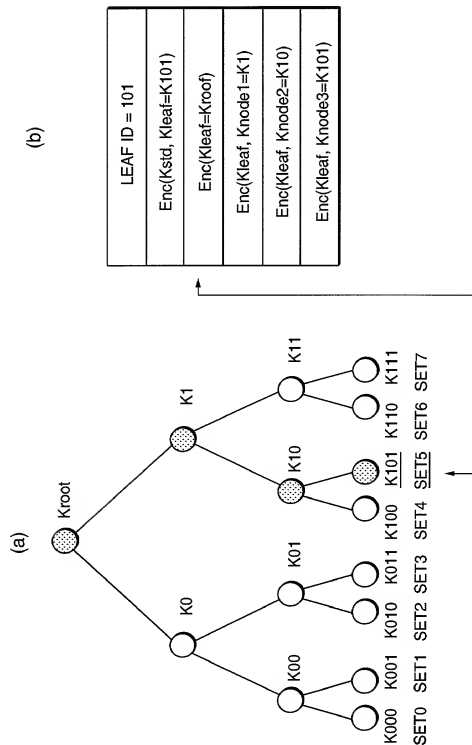 (a)
Kroot
K0
K1
K00
K01
K10
K11
K000 K001 K010 K011 K100 K101 K110 K111
SET0 SET1 SET2 SET3 SET4 SET5 SET6 SET7
(b)
LEAF ID = 101
Enc(Kstd, Kleaf=K101)
Enc(Kleaf=Kroof)
Enc(Kleaf, Knode1=K1)
Enc(Kleaf, Knode2=K10)
Enc(Kleaf, Knode3=K101)